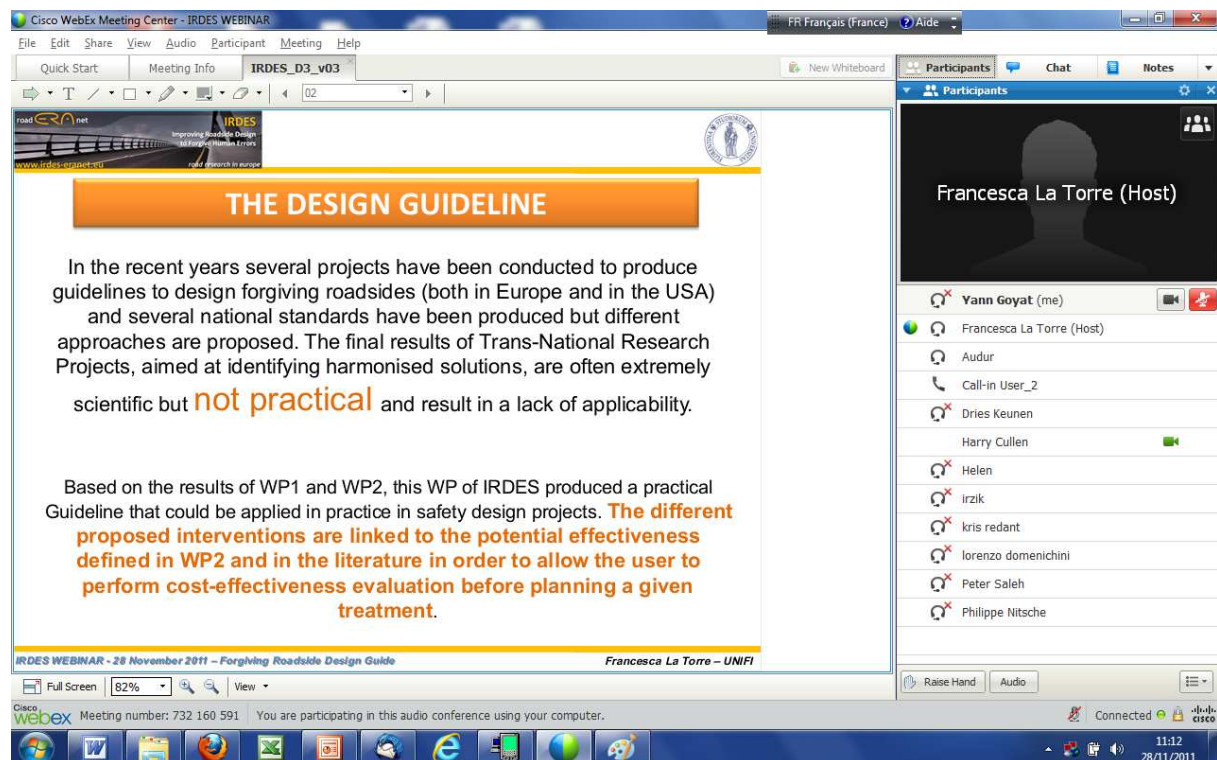 Cisco WebEx Meeting Center - IRDES WEBINAR
FR Français (France) Aide
File Edit Share View Audio Participant Meeting Help
Quick Start Meeting Info IRDES_D3_v03 New Whiteboard
Participants Chat Notes
T 02
Participants
road ERA net
IRDES
Improving Roadside Design
to Forgive Human Errors
www.irdes-eranet.eu road research in europe
THE DESIGN GUIDELINE
In the recent years several projects have been conducted to produce
guidelines to design forgiving roadsides (both in Europe and in the USA)
and several national standards have been produced but different
approaches are proposed. The final results of Trans-National Research
Projects, aimed at identifying harmonised solutions, are often extremely
scientific but not practical and result in a lack of applicability.
Based on the results of WP1 and WP2, this WP of IRDES produced a practical
Guideline that could be applied in practice in safety design projects. The different
proposed interventions are linked to the potential effectiveness
defined in WP2 and in the literature in order to allow the user to
perform cost-effectiveness evaluation before planning a given
treatment.
IRDES WEBINAR - 28 November 2011 – Forgiving Roadside Design Guide
Francesca La Torre – UNIFI
Francesca La Torre (Host)
Yann Goyat (me)
Francesca La Torre (Host)
Audur
Call-in User_2
Dries Keunen
Harry Cullen
Helen
irzik
kris redant
lorenzo domenichini
Peter Saleh
Philippe Nitsche
Full Screen 82% View
Raise Hand Audio
Cisco webex Meeting number: 732 160 591 You are participating in this audio conference using your computer.
Connected cisco
11:12
28/11/2011